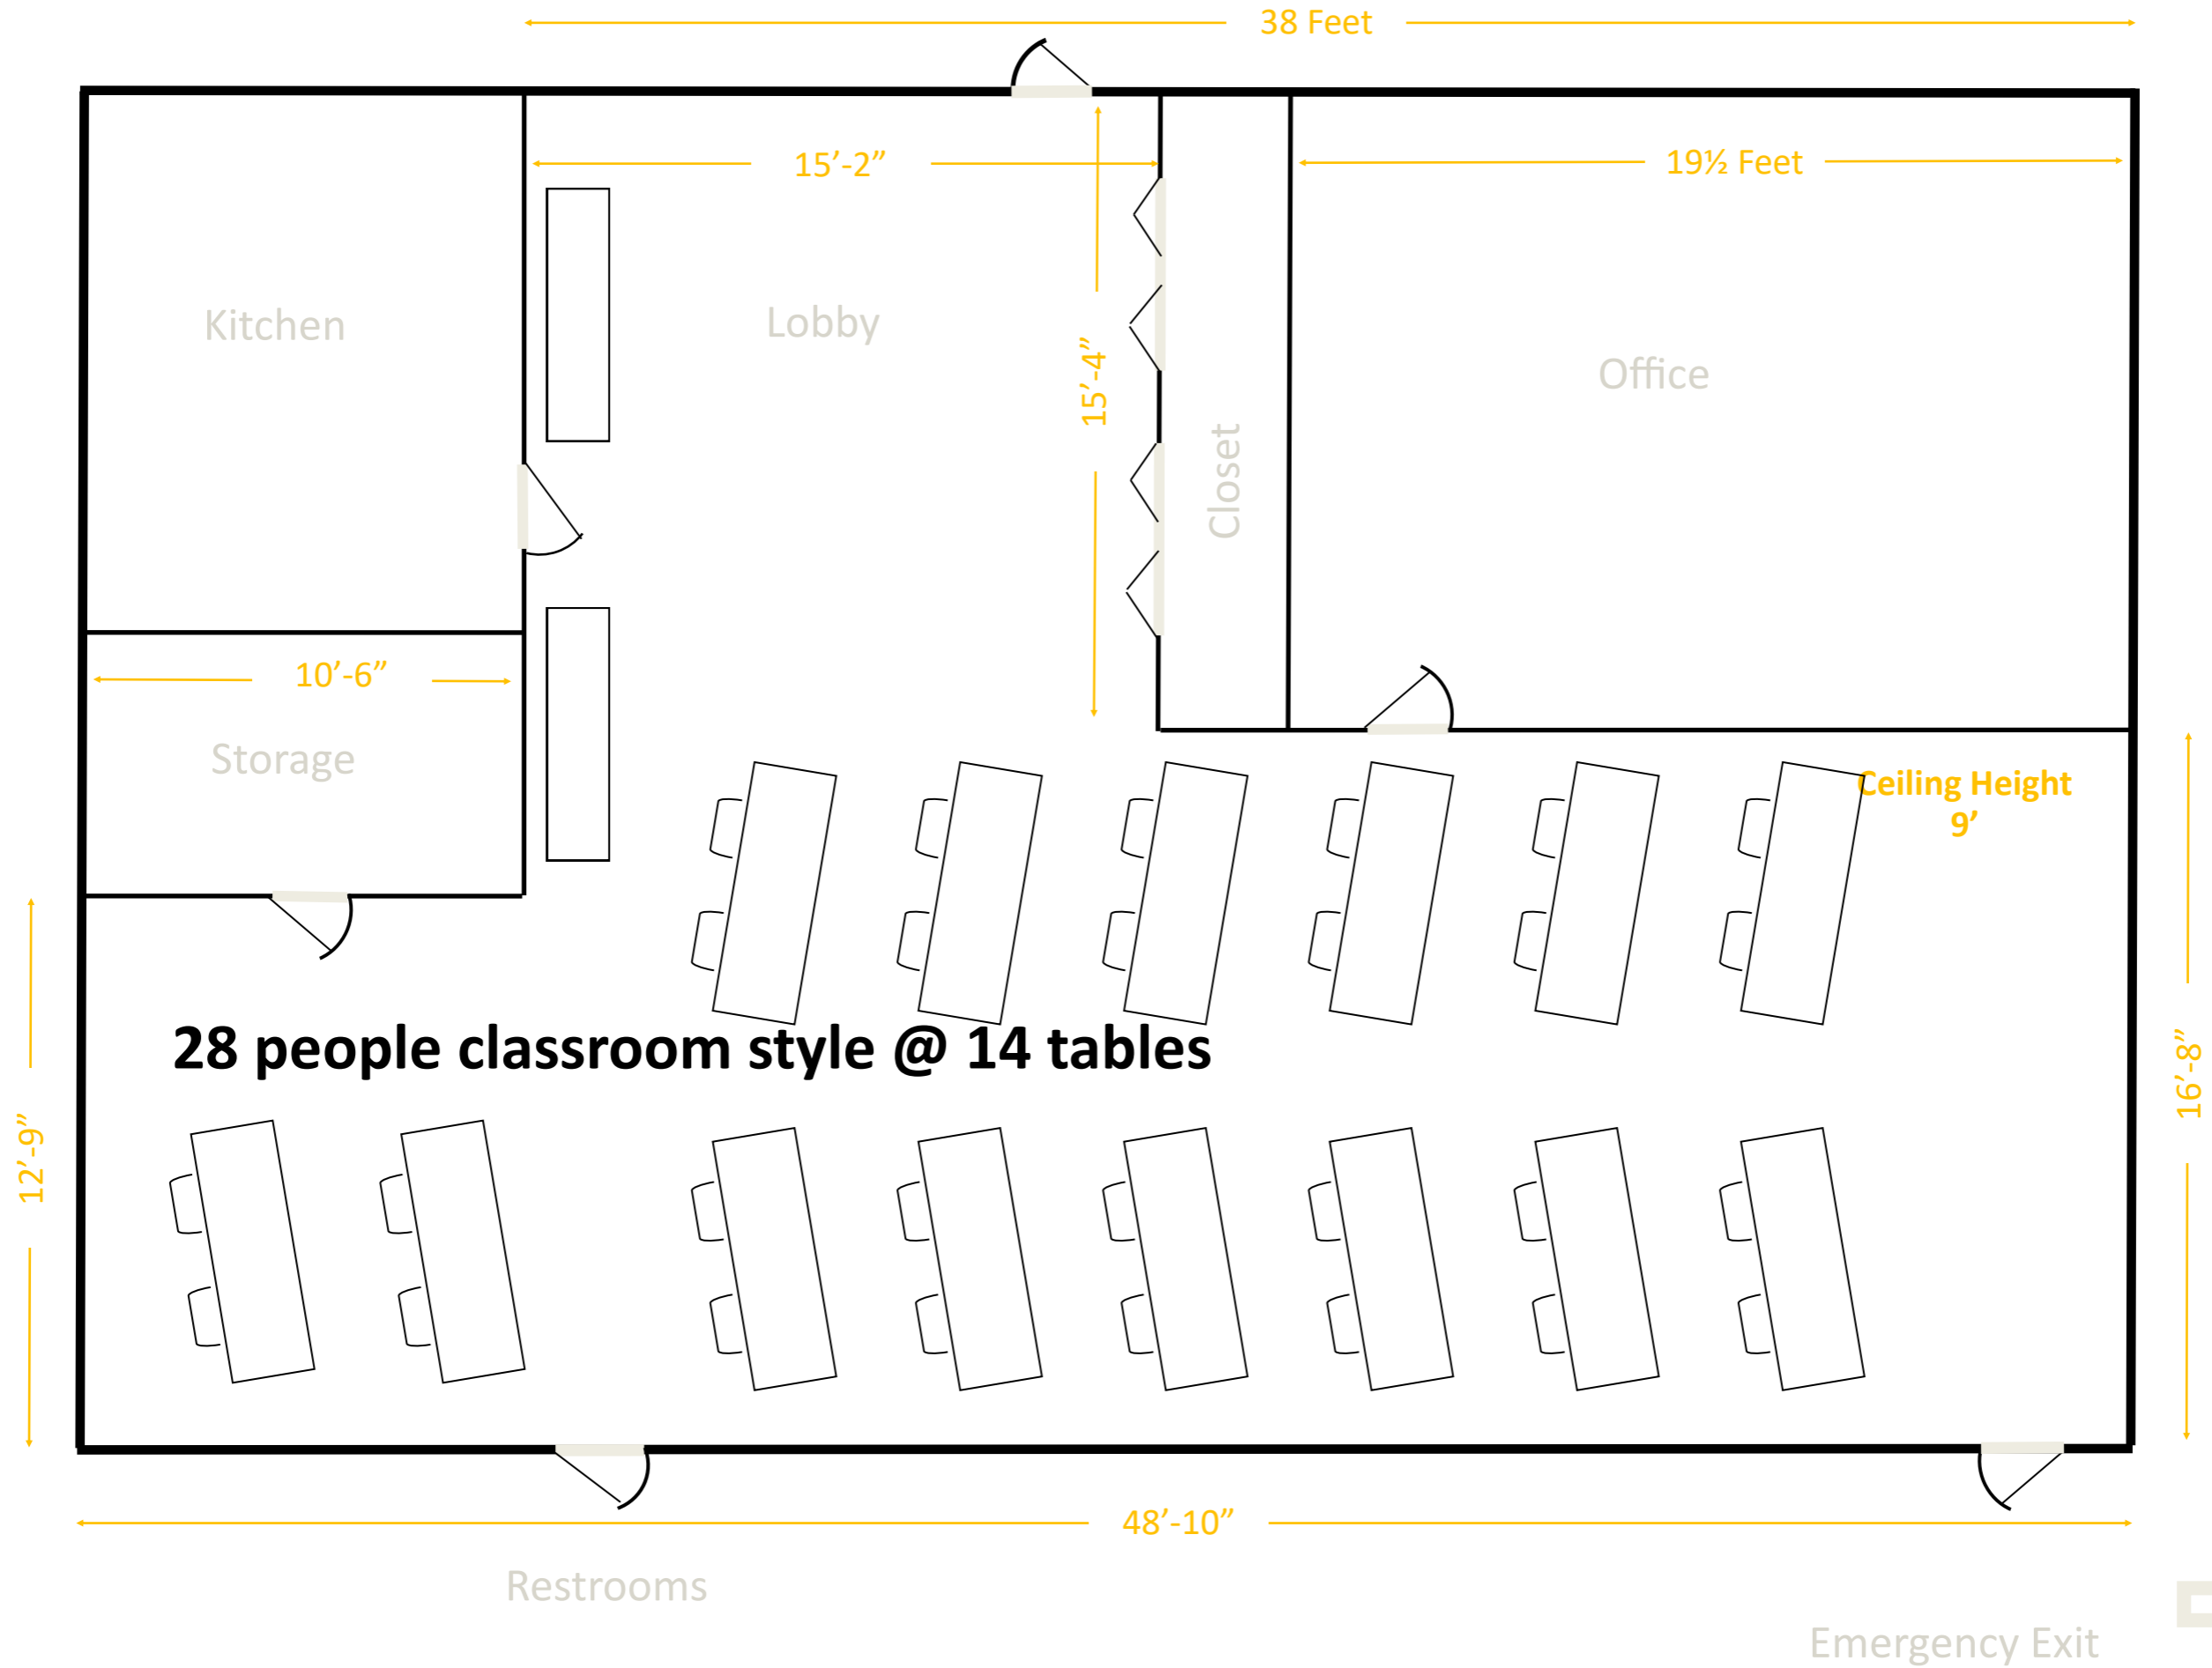 38 Feet
15’-2”
19½ Feet
Kitchen
Lobby
15’-4”
Office
Closet
10’-6”
Storage
Ceiling Height
9’
28 people classroom style @ 14 tables
12’-9”
16’-8”
48’-10”
Restrooms
Emergency Exit